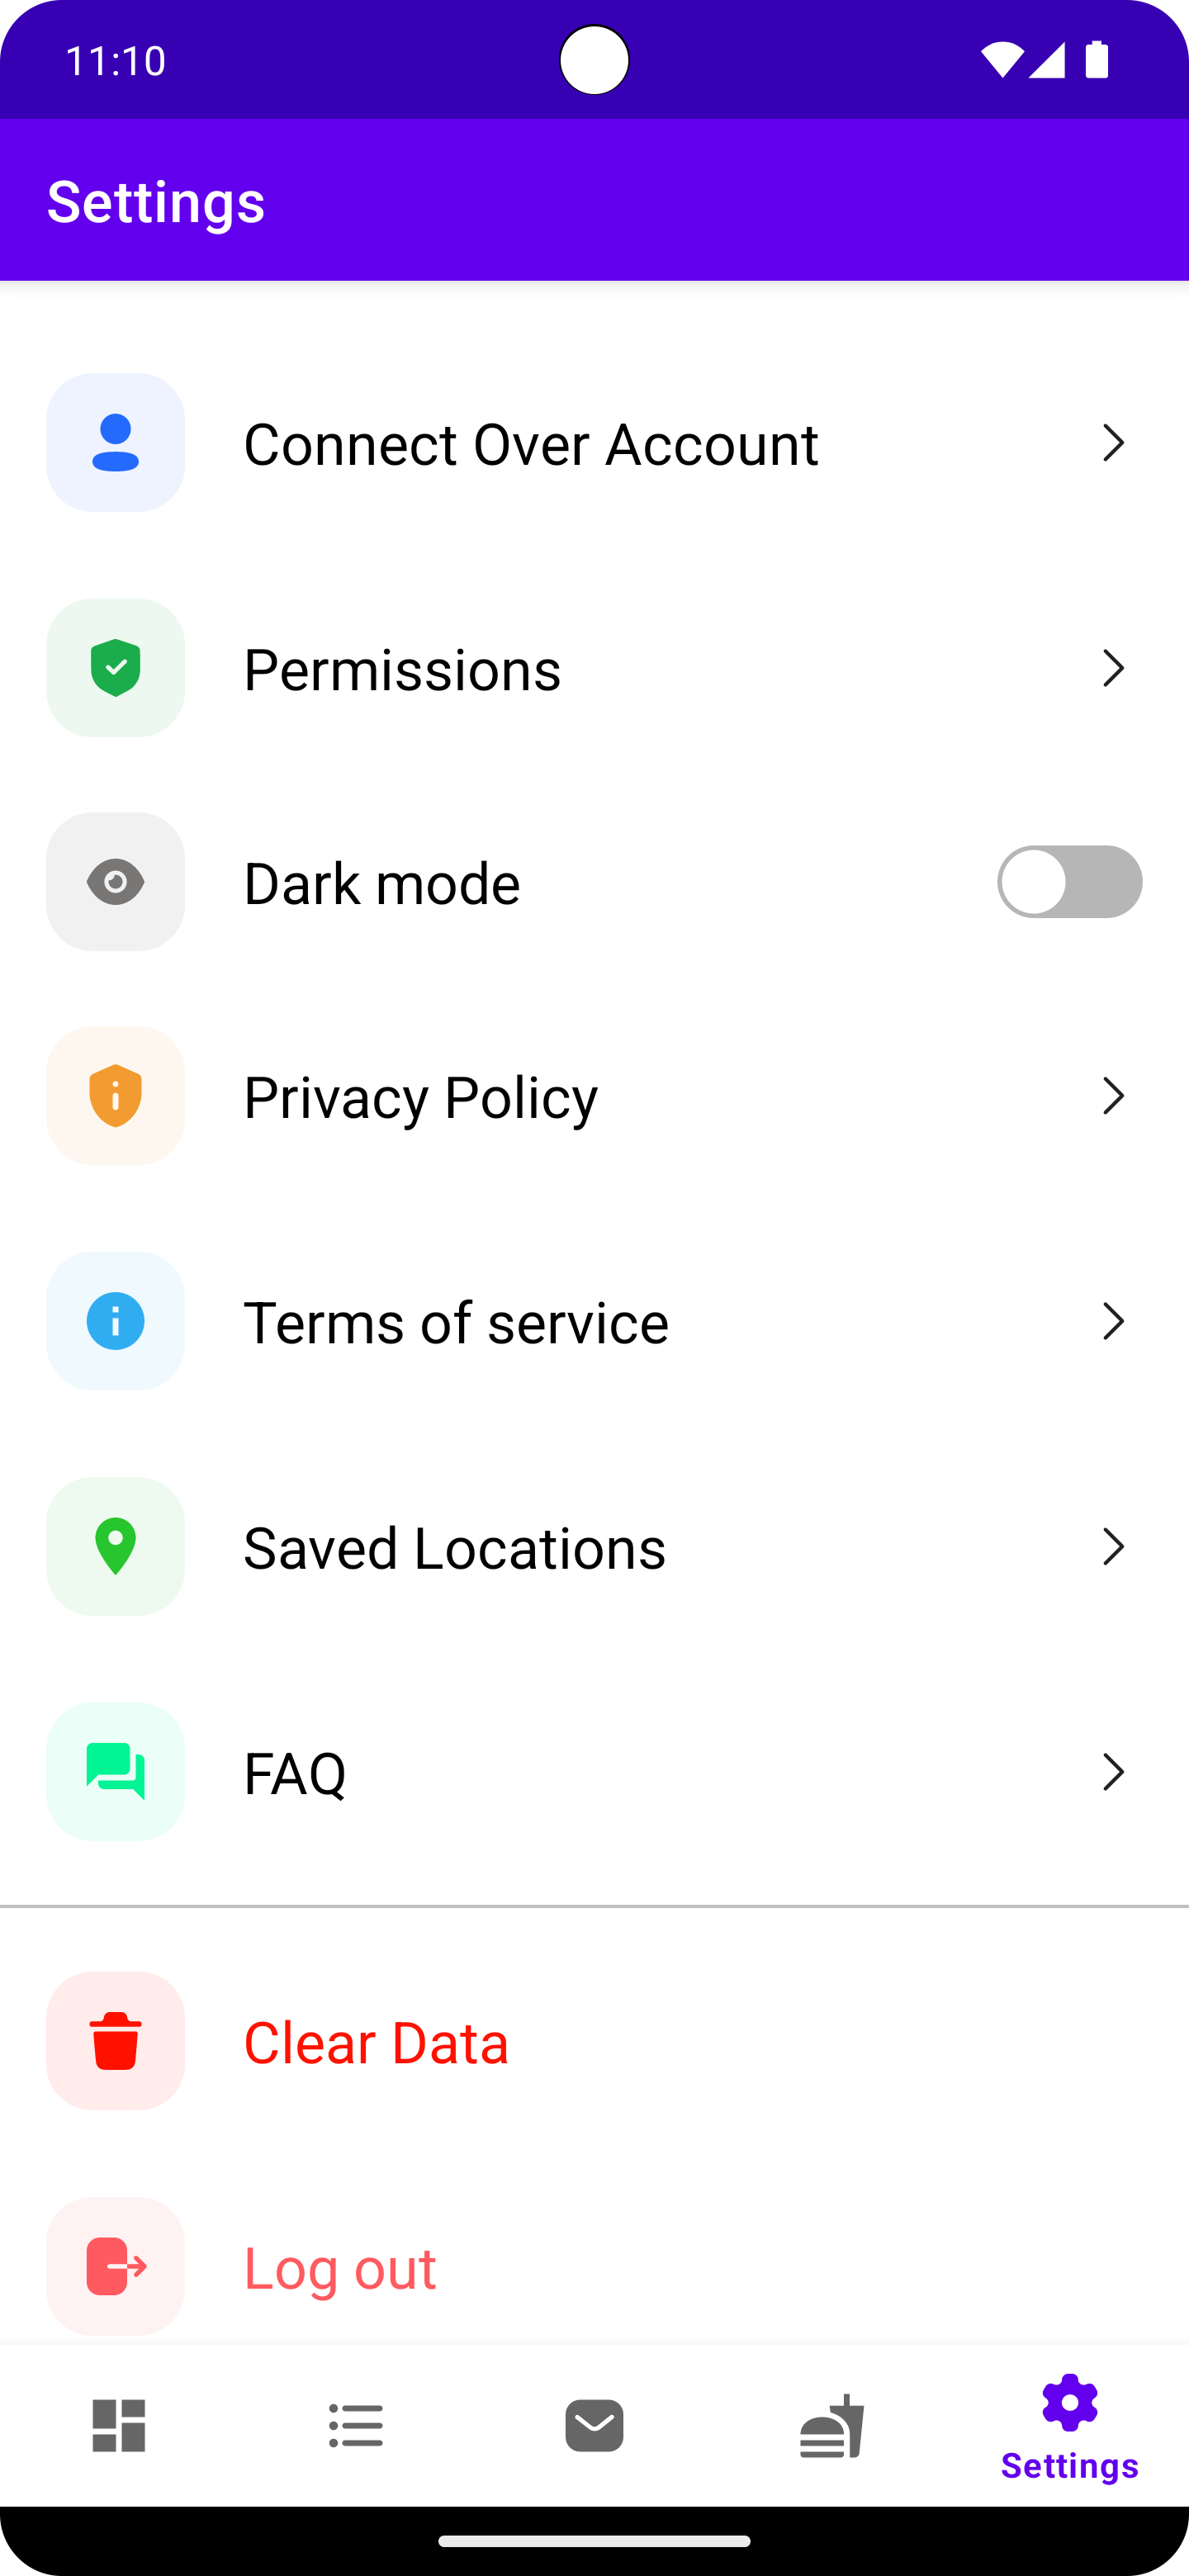 11:10
Settings
Connect Over Account
Permissions
Dark mode
Privacy Policy
Terms of service
Saved Locations
FAQ
Clear Data
Log out
Settings